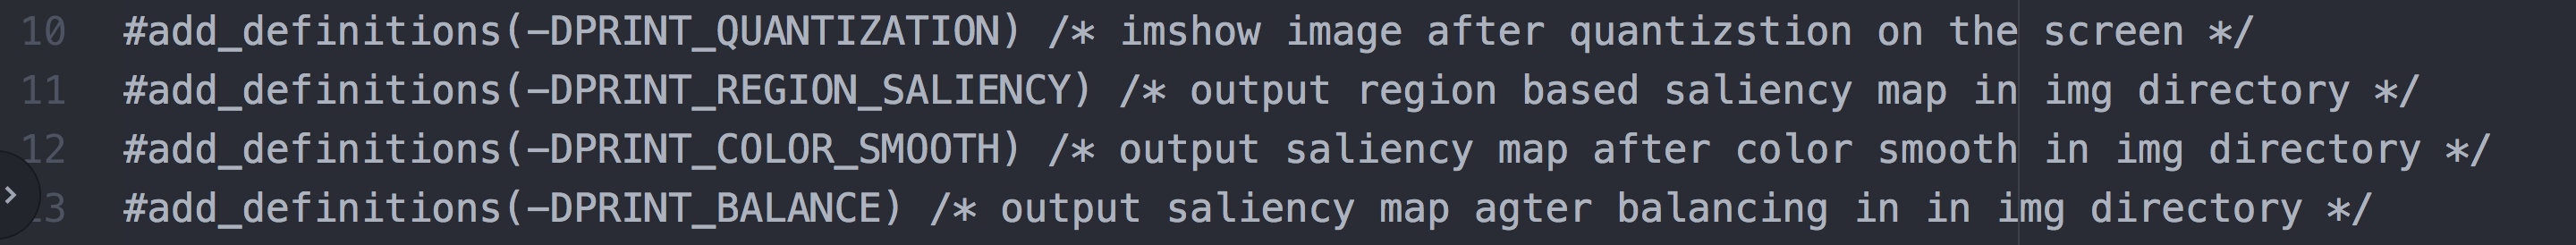 10 #add_definitions(-DPRINT_QUANTIZATION) /* imshow image after quantizstion on the screen */
11 #add_definitions(-DPRINT_REGION_SALIENCY) /* output region based saliency map in img directory */
12 #add_definitions(-DPRINT_COLOR_SMOOTH) /* output saliency map after color smooth in img directory */
13 #add_definitions(-DPRINT_BALANCE) /* output saliency map agter balancing in in img directory */